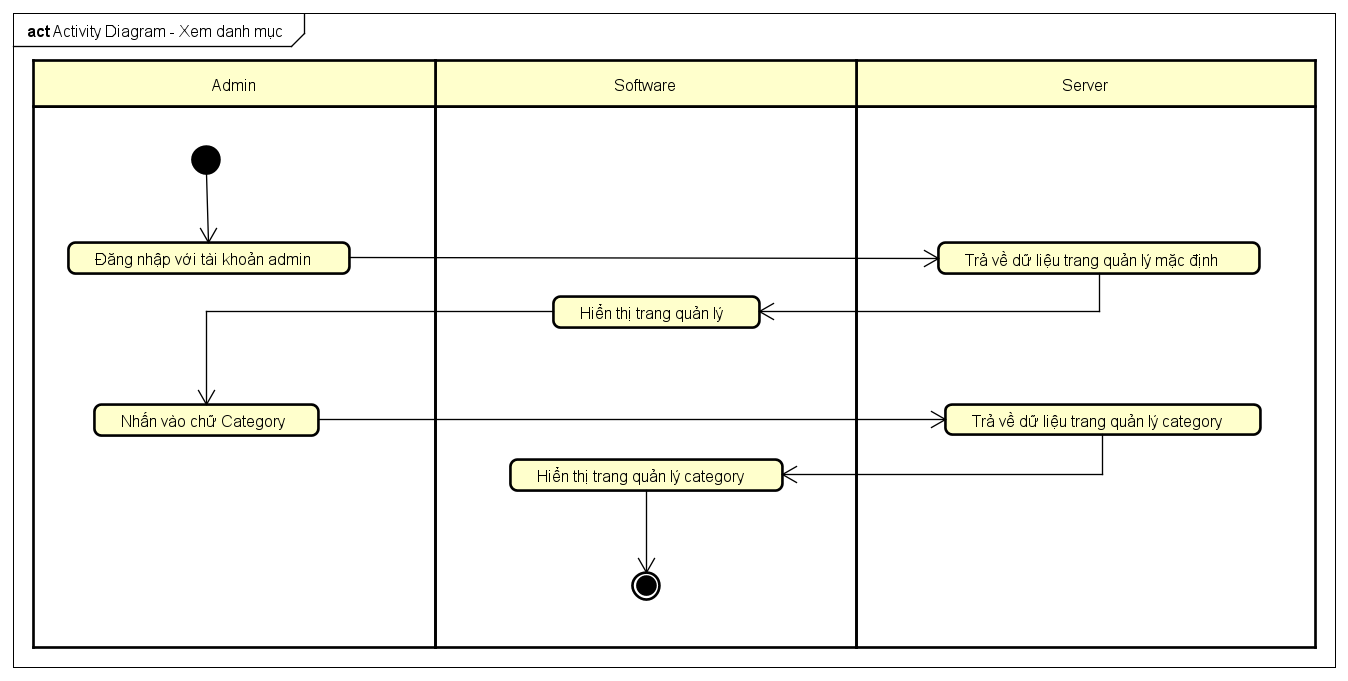 act Activity Diagram - Xem danh mục
Admin
Software
Server
Đăng nhập với tài khoản admin
Trả về dữ liệu trang quản lý mặc định
Hiển thị trang quản lý
Nhấn vào chữ Category
Trả về dữ liệu trang quản lý category
Hiển thị trang quản lý category